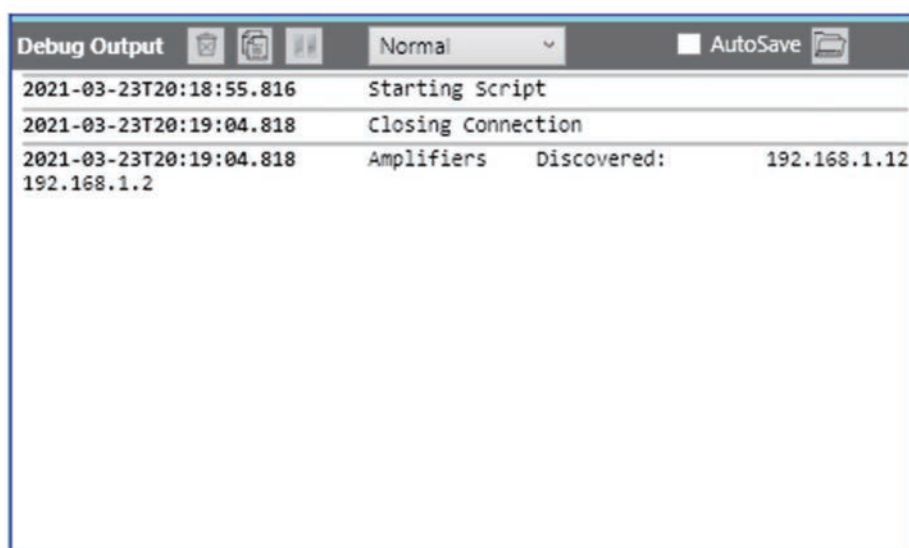 Debug Output Normal AutoSave
2021-03-23T20:18:55.816 Starting Script
2021-03-23T20:19:04.818 Closing Connection
2021-03-23T20:19:04.818 Amplifiers Discovered: 192.168.1.12
192.168.1.2